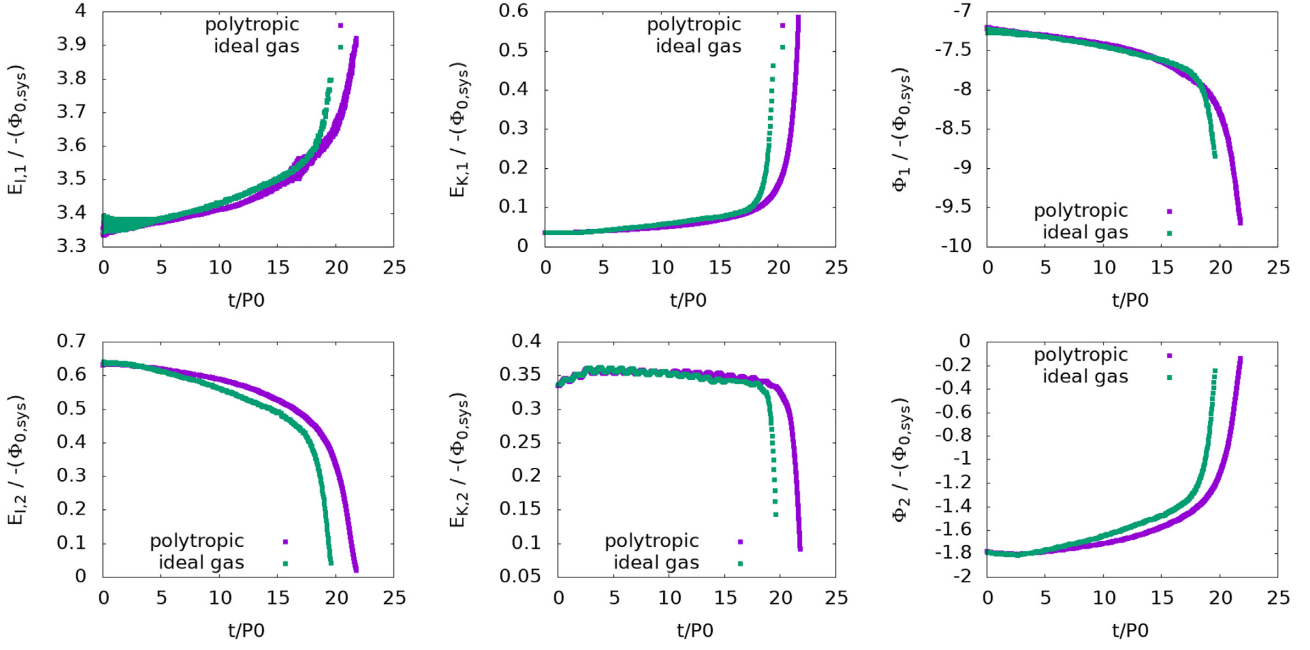 polytropic
ideal gas
E_I,1 / -(Φ_0,sys)
4
3.9
3.8
3.7
3.6
3.5
3.4
3.3
0 5 10 15 20 25
t/P0
polytropic
ideal gas
E_K,1 / -(Φ_0,sys)
0.6
0.5
0.4
0.3
0.2
0.1
0
0 5 10 15 20 25
t/P0
polytropic
ideal gas
Φ_1 / -(Φ_0,sys)
-7
-7.5
-8
-8.5
-9
-9.5
-10
0 5 10 15 20 25
t/P0
polytropic
ideal gas
E_I,2 / -(Φ_0,sys)
0.7
0.6
0.5
0.4
0.3
0.2
0.1
0
0 5 10 15 20 25
t/P0
polytropic
ideal gas
E_K,2 / -(Φ_0,sys)
0.4
0.35
0.3
0.25
0.2
0.15
0.1
0.05
0 5 10 15 20 25
t/P0
polytropic
ideal gas
Φ_2 / -(Φ_0,sys)
0
-0.2
-0.4
-0.6
-0.8
-1
-1.2
-1.4
-1.6
-1.8
-2
0 5 10 15 20 25
t/P0